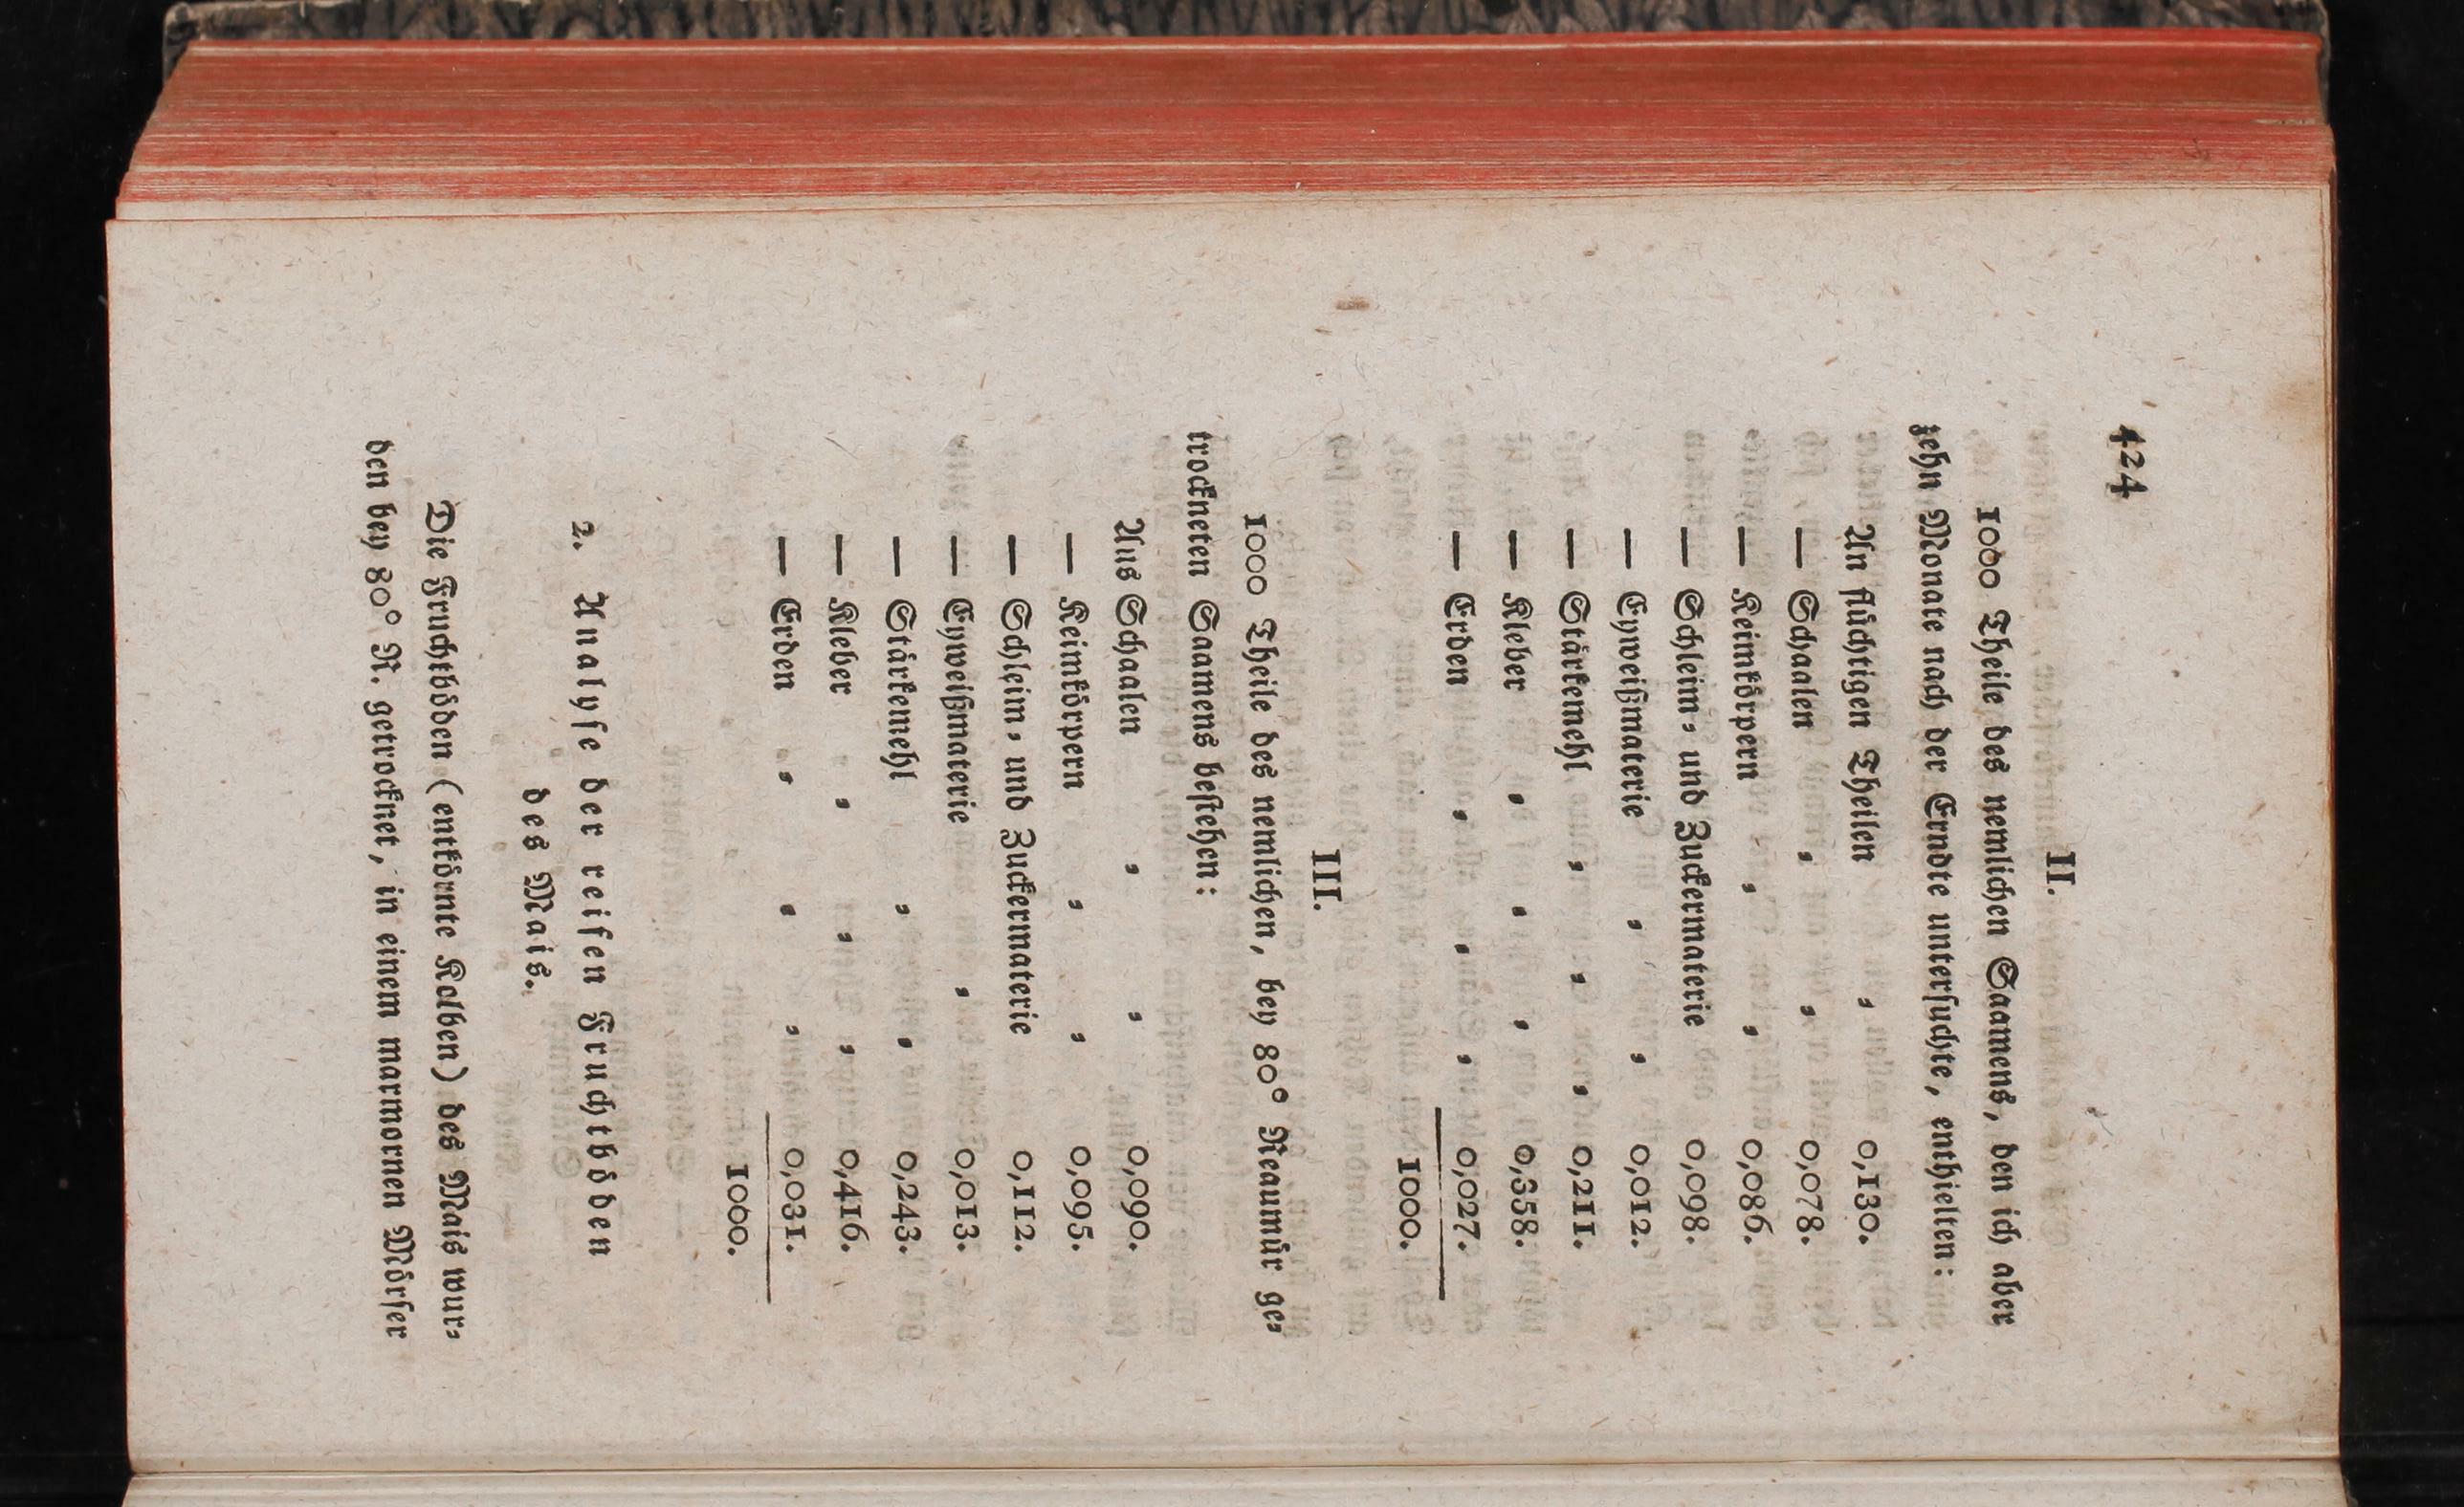 424
II.
1000 Theile des nemlichen Saamens, den ich aber
zehn Monate nach der Erndte untersuchte, enthielten:
An flüchtigen Theilen „ 0,130.
— Schaalen „ „ 0,078.
— Keimkörpern „ „ 0,086.
— Schleim- und Zuckermaterie 0,098.
— Eyweißmaterie „ „ 0,012.
— Stärkemehl „ „ „ 0,211.
— Kleber „ „ „ 0,358.
— Erden „ „ „ 0,027.
1000.
III.
1000 Theile des nemlichen, bey 80° Reaumür ge-
trockneten Saamens bestehen:
Aus Schaalen „ „ 0,090.
— Keimkörpern „ „ 0,095.
— Schleim- und Zuckermaterie 0,112.
— Eyweißmaterie „ 0,013.
— Stärkemehl „ „ 0,243.
— Kleber „ „ „ 0,416.
— Erden „ „ „ 0,031.
1000.
2. Analyse der reifen Fruchtböden
des Mais.
Die Fruchtböden (entkörnte Kolben) des Mais wur-
den bey 80° R. getrocknet, in einem marmornen Mörser